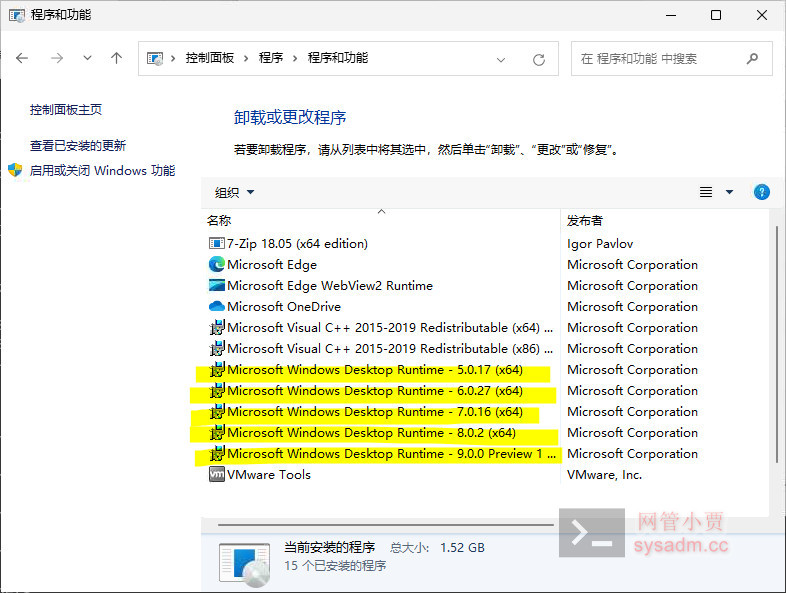 程序和功能
控制面板 › 程序 › 程序和功能
在 程序和功能 中搜索
控制面板主页
查看已安装的更新
启用或关闭 Windows 功能
卸载或更改程序
若要卸载程序，请从列表中将其选中，然后单击“卸载”、“更改”或“修复”。
组织
名称 发布者
7-Zip 18.05 (x64 edition) Igor Pavlov
Microsoft Edge Microsoft Corporation
Microsoft Edge WebView2 Runtime Microsoft Corporation
Microsoft OneDrive Microsoft Corporation
Microsoft Visual C++ 2015-2019 Redistributable (x64) ... Microsoft Corporation
Microsoft Visual C++ 2015-2019 Redistributable (x86) ... Microsoft Corporation
Microsoft Windows Desktop Runtime - 5.0.17 (x64) Microsoft Corporation
Microsoft Windows Desktop Runtime - 6.0.27 (x64) Microsoft Corporation
Microsoft Windows Desktop Runtime - 7.0.16 (x64) Microsoft Corporation
Microsoft Windows Desktop Runtime - 8.0.2 (x64) Microsoft Corporation
Microsoft Windows Desktop Runtime - 9.0.0 Preview 1 ... Microsoft Corporation
vm VMware Tools VMware, Inc.
当前安装的程序 总大小: 1.52 GB
15 个已安装的程序
网管小贾
sysadm.cc